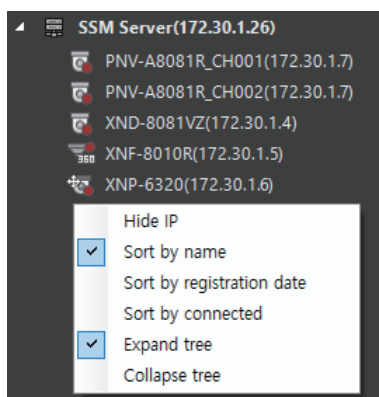 SSM Server(172.30.1.26)
PNV-A8081R_CH001(172.30.1.7)
PNV-A8081R_CH002(172.30.1.7)
XND-8081VZ(172.30.1.4)
360 XNF-8010R(172.30.1.5)
XNP-6320(172.30.1.6)
Hide IP
Sort by name
Sort by registration date
Sort by connected
Expand tree
Collapse tree